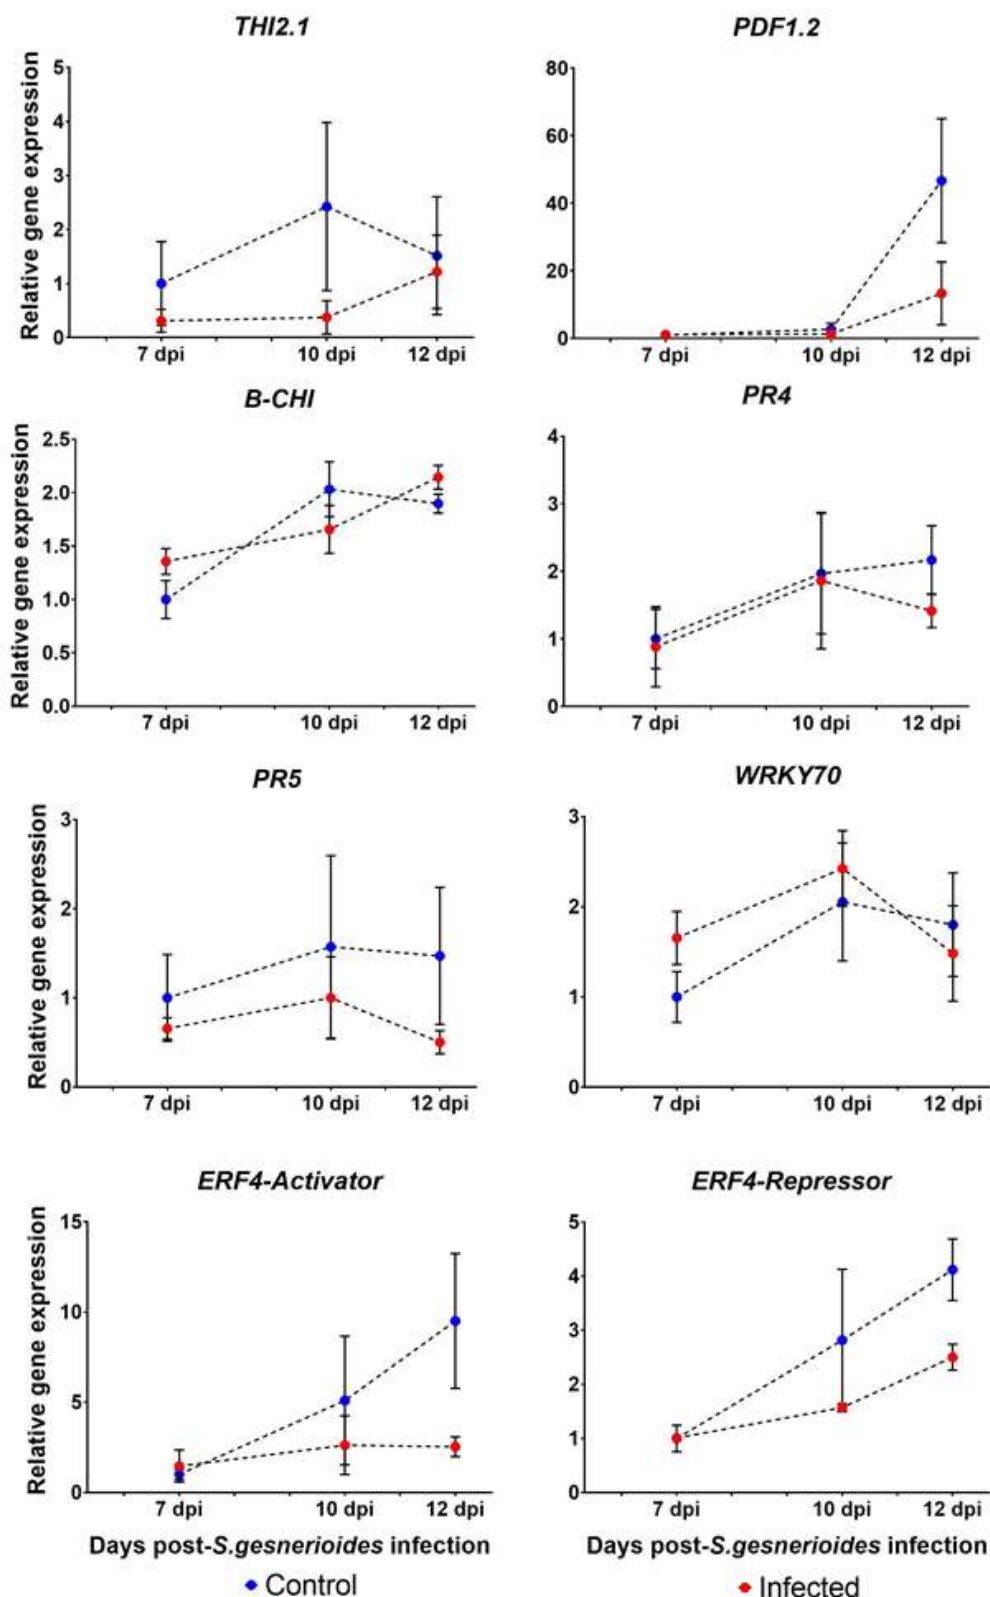 THI2.1
PDF1.2
Relative gene expression
5
4
3
2
1
0
7 dpi
10 dpi
12 dpi
80
60
40
20
0
7 dpi
10 dpi
12 dpi
B-CHI
PR4
Relative gene expression
2.5
2.0
1.5
1.0
0.5
0.0
7 dpi
10 dpi
12 dpi
4
3
2
1
0
7 dpi
10 dpi
12 dpi
PR5
WRKY70
Relative gene expression
3
2
1
0
7 dpi
10 dpi
12 dpi
3
2
1
0
7 dpi
10 dpi
12 dpi
ERF4-Activator
ERF4-Repressor
Relative gene expression
15
10
5
0
7 dpi
10 dpi
12 dpi
5
4
3
2
1
0
7 dpi
10 dpi
12 dpi
Days post-S.gesnerioides infection
Days post-S.gesnerioides infection
Control
Infected